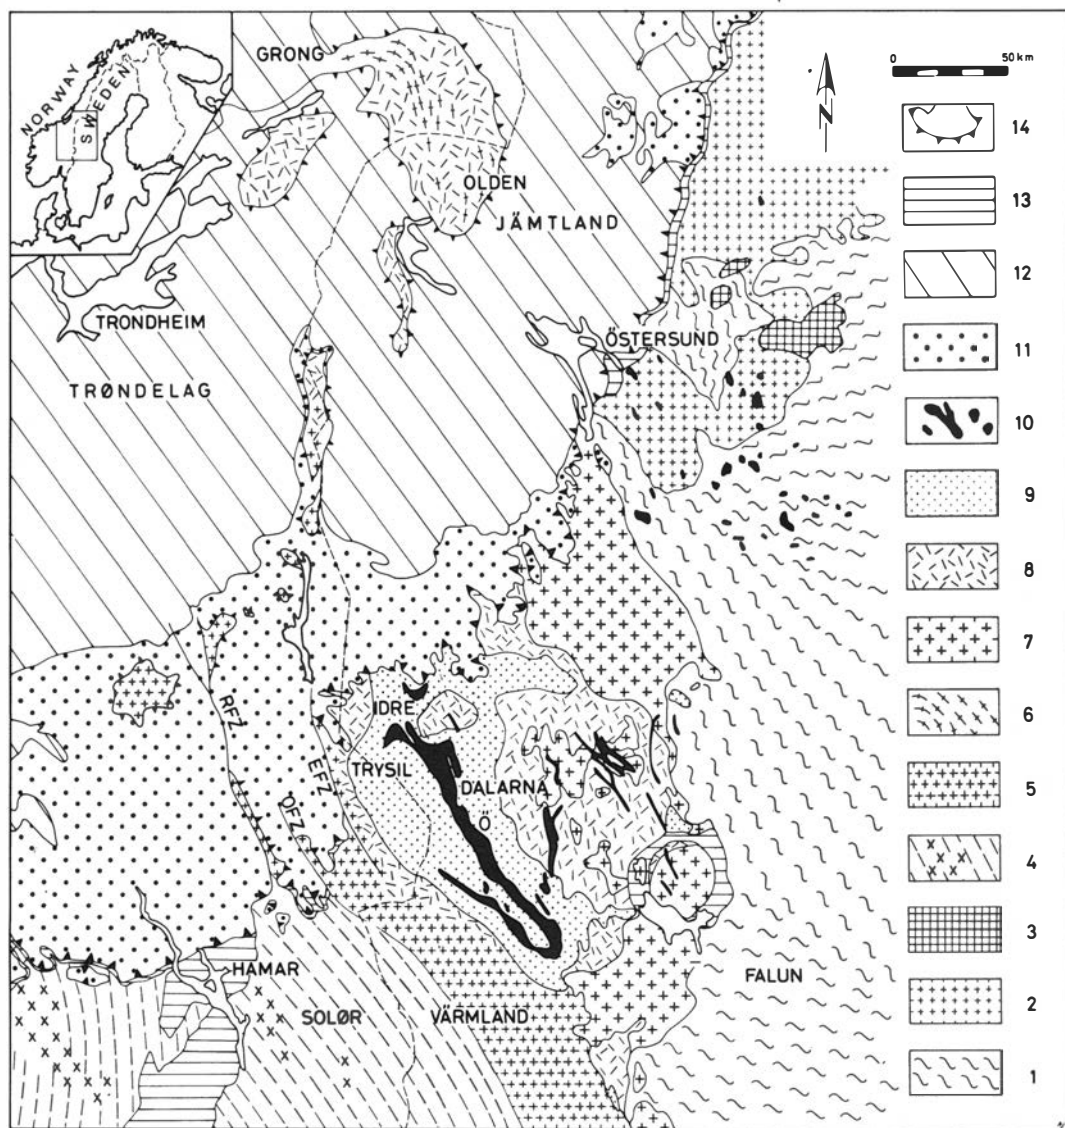 NORWAY
SWEDEN
GRONG
0 50 km
N
14
13
12
11
10
9
8
7
6
5
4
3
2
1
OLDEN
JÄMTLAND
TRONDHEIM
ÖSTERSUND
TRØNDELAG
IDRE
RFZ
EFZ
TRYSIL
DALARNA
Ö
OFZ
HAMAR
FALUN
SOLØR
VÄRMLAND